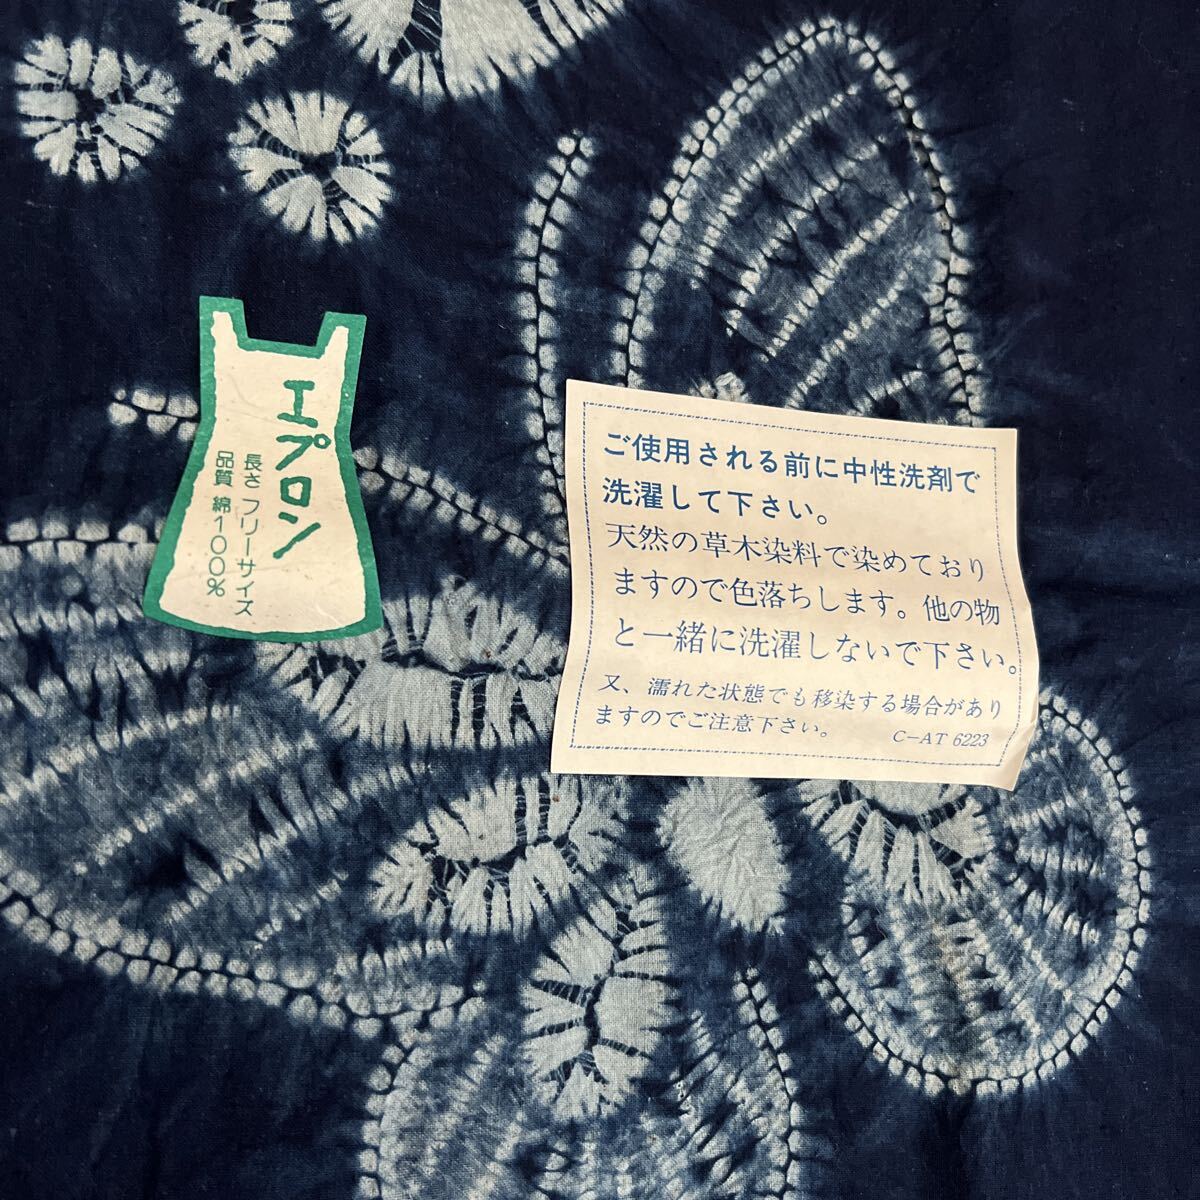 エプロン
長さ フリーサイズ
品質 綿100%
ご使用される前に中性洗剤で
洗濯して下さい。
天然の草木染料で染めており
ますので色落ちします。他の物
と一緒に洗濯しないで下さい。
又、濡れた状態でも移染する場合があり
ますのでご注意下さい。
C-AT 6223